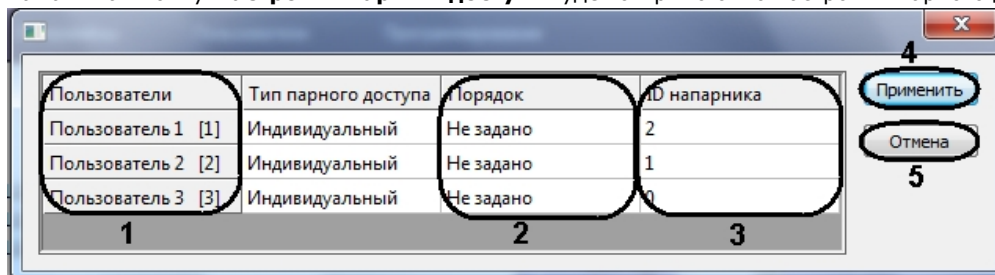 Пользователи Тип парного доступа Порядок ID напарника
Пользователь 1 [1] Индивидуальный Не задано 2
Пользователь 2 [2] Индивидуальный Не задано 1
Пользователь 3 [3] Индивидуальный Не задано 0
1 2 3
4
Применить
Отмена
5